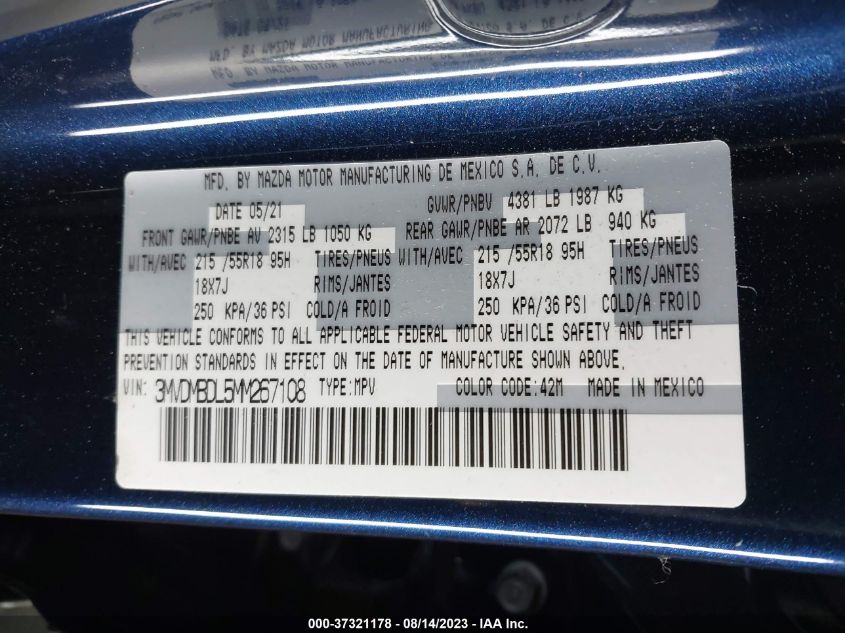 MFD. BY MAZDA MOTOR MANUFACTURING DE MEXICO S.A. DE C.V.
DATE 05/21 GVWR/PNBV 4381 LB 1987 KG
FRONT GAWR/PNBE AV 2315 LB 1050 KG REAR GAWR/PNBE AR 2072 LB 940 KG
WITH/AVEC 215 /55R18 95H TIRES/PNEUS WITH/AVEC 215 /55R18 95H TIRES/PNEUS
18X7J RIMS/JANTES 18X7J RIMS/JANTES
250 KPA/36 PSI COLD/A FROID 250 KPA/36 PSI COLD/A FROID
THIS VEHICLE CONFORMS TO ALL APPLICABLE FEDERAL MOTOR VEHICLE SAFETY AND THEFT
PREVENTION STANDARDS IN EFFECT ON THE DATE OF MANUFACTURE SHOWN ABOVE.
VIN: 3MVDMBDL5MM267108 TYPE:MPV COLOR CODE:42M MADE IN MEXICO
000-37321178 - 08/14/2023 - IAA Inc.